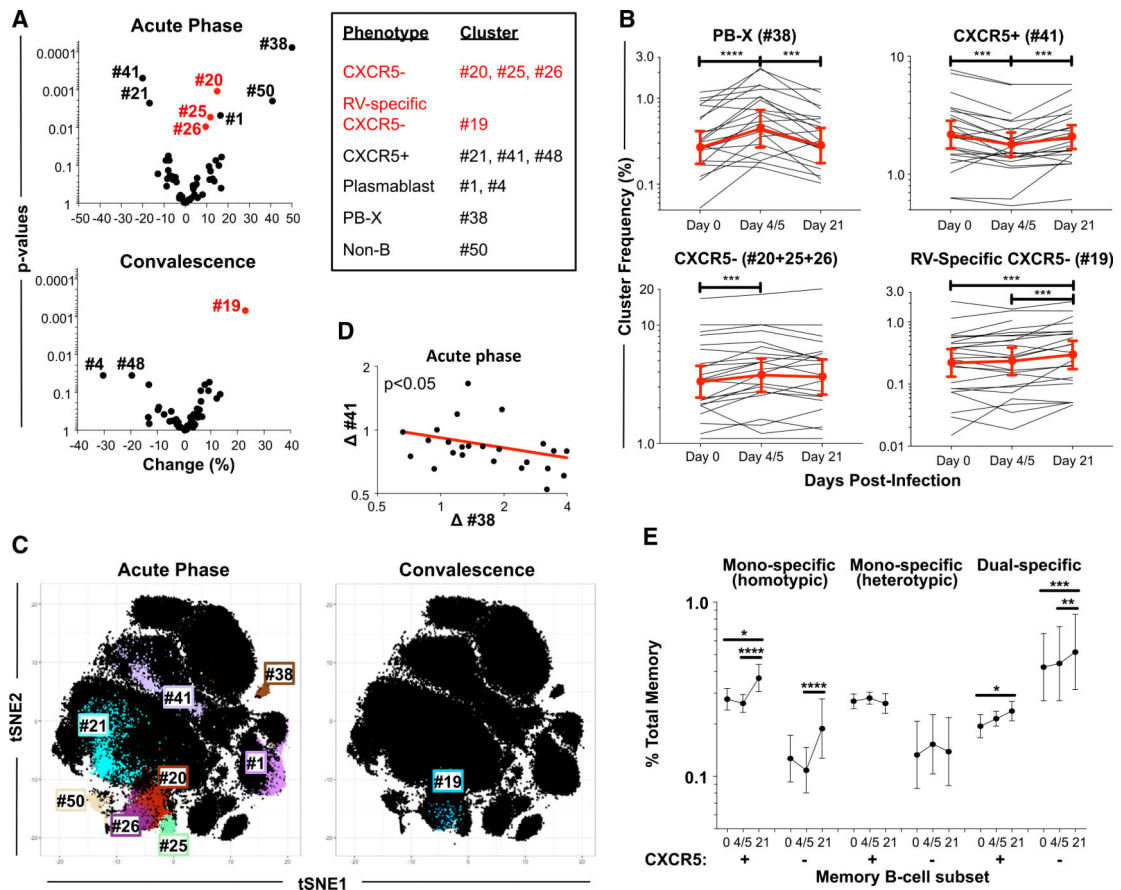 A
Acute Phase
p-values
0.0001
0.001
0.01
0.1
1
#38
#41
#20
#21
#50
#25
#1
#26
-50 -40 -30 -20 -10 0 10 20 30 40 50
Convalescence
0.0001
0.001
0.01
0.1
1
#19
#4 #48
-40 -30 -20 -10 0 10 20 30 40
Change (%)
Phenotype Cluster
CXCR5- #20, #25, #26
RV-specific
CXCR5- #19
CXCR5+ #21, #41, #48
Plasmablast #1, #4
PB-X #38
Non-B #50
B
Cluster Frequency (%)
PB-X (#38)
**** ***
3.0
1.0
0.1
Day 0 Day 4/5 Day 21
CXCR5+ (#41)
*** ***
10
1.0
Day 0 Day 4/5 Day 21
CXCR5- (#20+25+26)
***
20
10
1.0
Day 0 Day 4/5 Day 21
RV-Specific CXCR5- (#19)
***
***
3.0
1.0
0.1
0.01
Day 0 Day 4/5 Day 21
Days Post-Infection
D
Acute phase
p<0.05
Δ #41
2
1
0.5
0.5 1 2 4
Δ #38
C
Acute Phase
tSNE2
20
10
0
-10
-20
#38
#41
#21
#1
#20
#50
#26
#25
-20 -10 0 10 20
Convalescence
20
10
0
-10
-20
#19
-20 -10 0 10 20
tSNE1
E
Mono-specific
(homotypic)
Mono-specific
(heterotypic)
Dual-specific
% Total Memory
1.0
0.1
*
****
****
*
***
**
0 4/5 21 0 4/5 21 0 4/5 21 0 4/5 21 0 4/5 21 0 4/5 21
CXCR5: + - + - + -
Memory B-cell subset